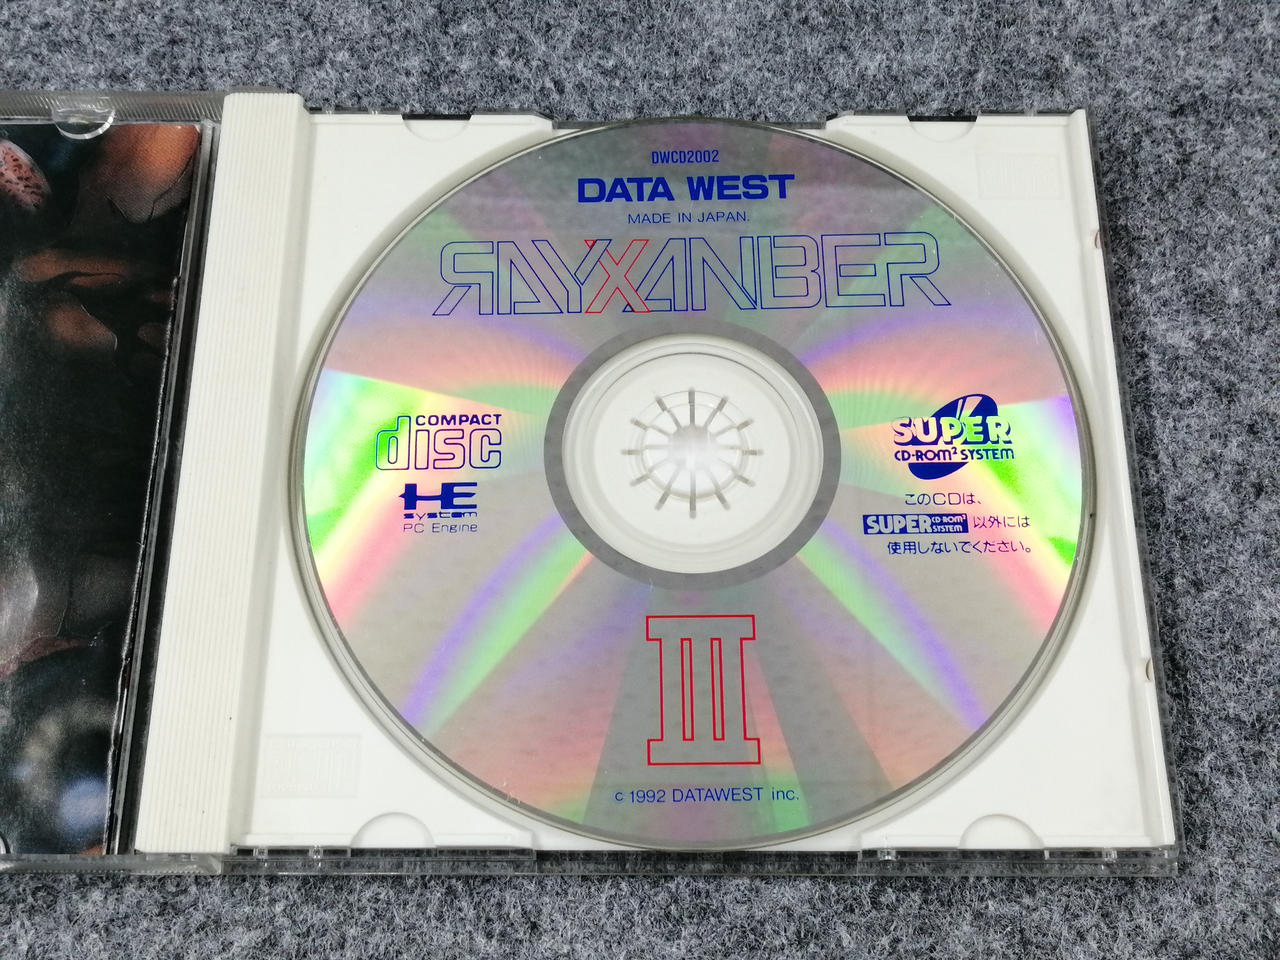 DWCD2002
DATA WEST
MADE IN JAPAN.
RAYXANBER
COMPACT
disc
HE
SYSTEM
PC Engine
SUPER
CD-ROM² SYSTEM
このCDは、
SUPER CD-ROM² SYSTEM 以外には
使用しないでください。
III
c 1992 DATAWEST inc.